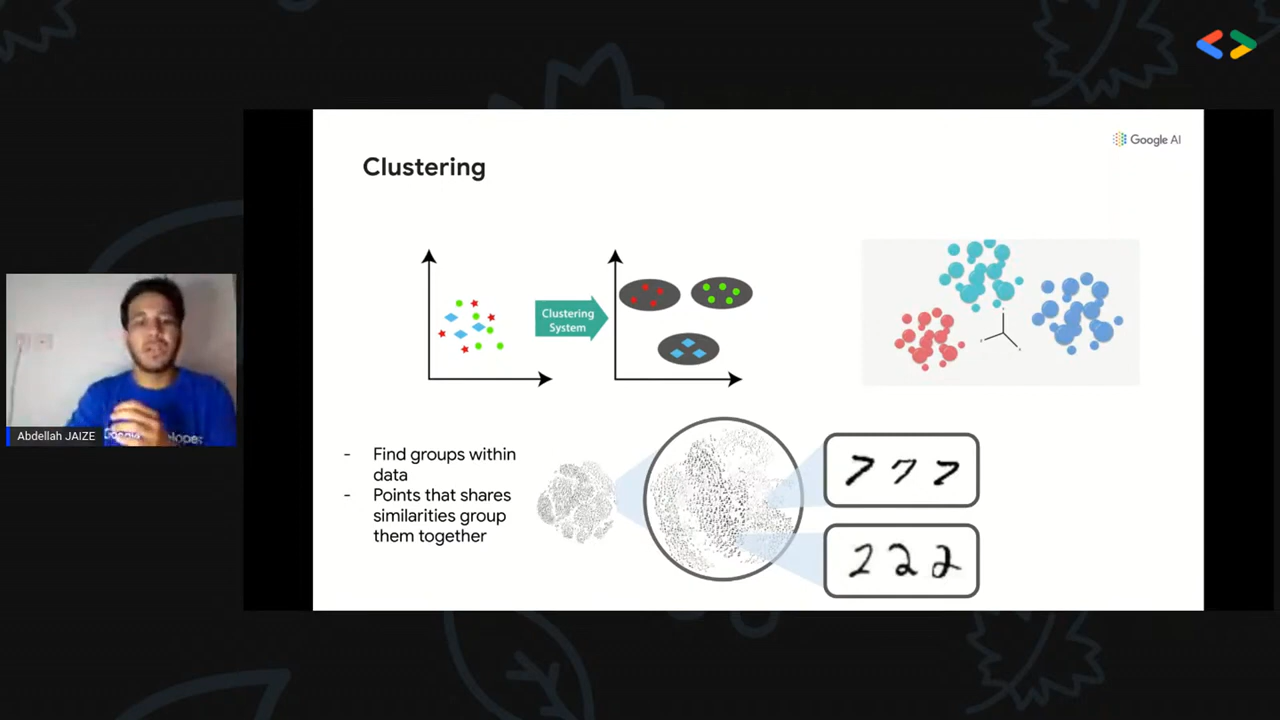 Google AI
Clustering
Clustering
System
Abdellah JAIZE
- Find groups within
data
- Points that shares
similarities group
them together
7 7 7
2 2 2